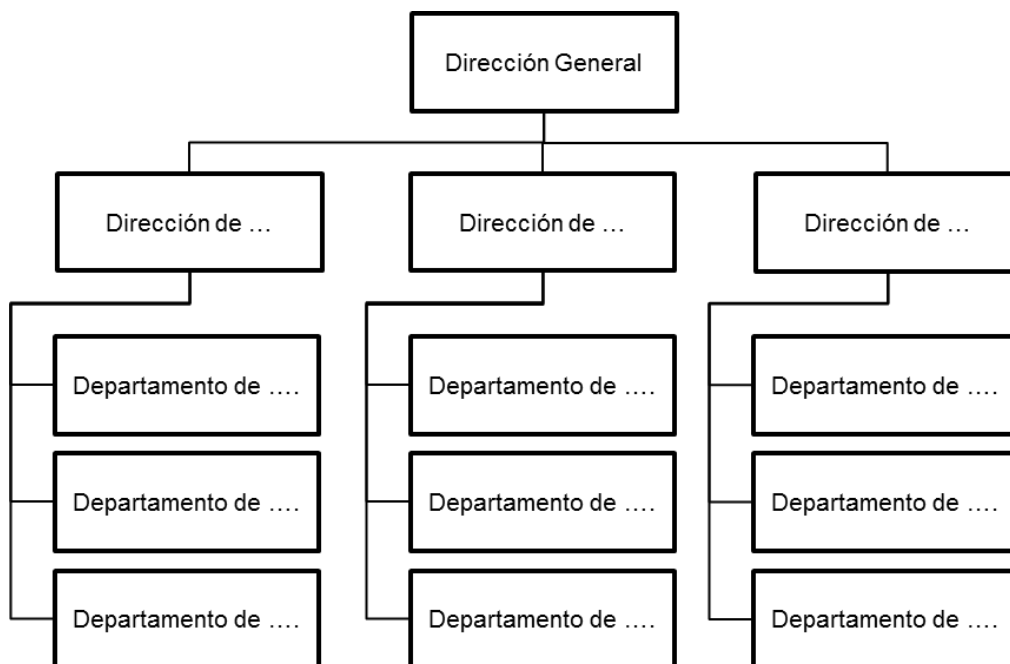 Dirección General
Dirección de ...
Dirección de ...
Dirección de ...
Departamento de ....
Departamento de ....
Departamento de ....
Departamento de ....
Departamento de ....
Departamento de ....
Departamento de ....
Departamento de ....
Departamento de ....